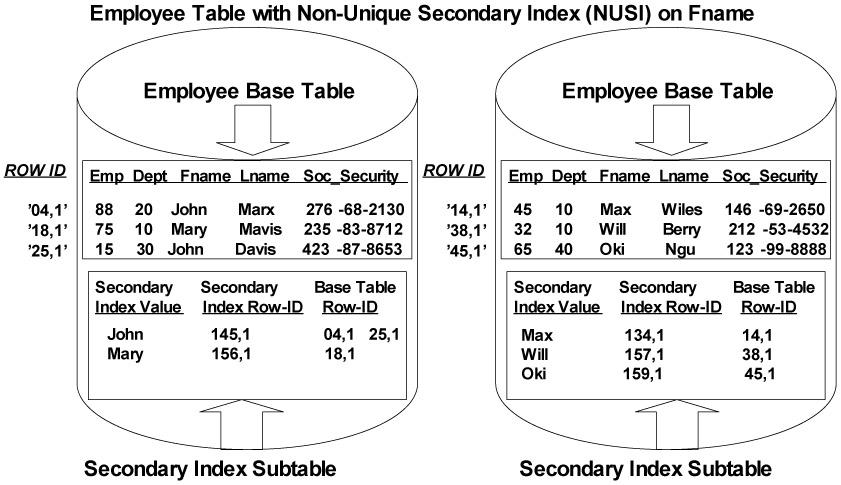 Employee Table with Non-Unique Secondary Index (NUSI) on Fname
Employee Base Table
ROW ID
Emp Dept Fname Lname Soc_Security
'04,1' 88 20 John Marx 276 -68-2130
'18,1' 75 10 Mary Mavis 235 -83-8712
'25,1' 15 30 John Davis 423 -87-8653
Secondary Secondary Base Table
Index Value Index Row-ID Row-ID
John 145,1 04,1 25,1
Mary 156,1 18,1
Secondary Index Subtable
Employee Base Table
ROW ID
Emp Dept Fname Lname Soc_Security
'14,1' 45 10 Max Wiles 146 -69-2650
'38,1' 32 10 Will Berry 212 -53-4532
'45,1' 65 40 Oki Ngu 123 -99-8888
Secondary Secondary Base Table
Index Value Index Row-ID Row-ID
Max 134,1 14,1
Will 157,1 38,1
Oki 159,1 45,1
Secondary Index Subtable